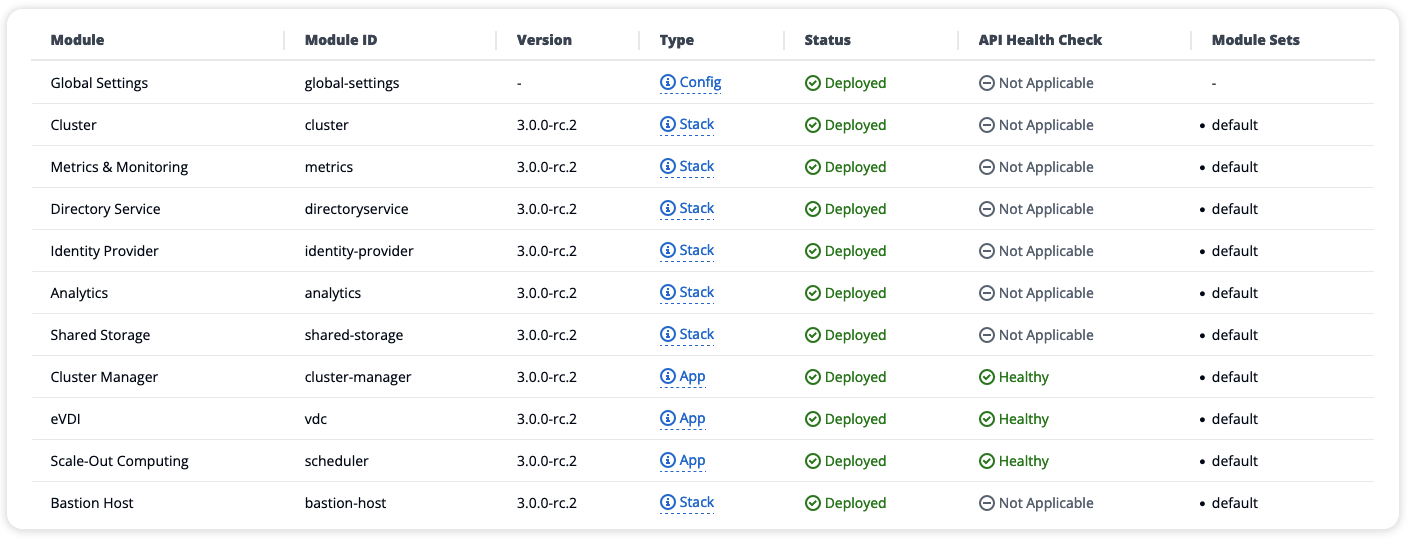 Module Module ID Version Type Status API Health Check Module Sets
Global Settings global-settings - Config Deployed Not Applicable -
Cluster cluster 3.0.0-rc.2 Stack Deployed Not Applicable • default
Metrics & Monitoring metrics 3.0.0-rc.2 Stack Deployed Not Applicable • default
Directory Service directoryservice 3.0.0-rc.2 Stack Deployed Not Applicable • default
Identity Provider identity-provider 3.0.0-rc.2 Stack Deployed Not Applicable • default
Analytics analytics 3.0.0-rc.2 Stack Deployed Not Applicable • default
Shared Storage shared-storage 3.0.0-rc.2 Stack Deployed Not Applicable • default
Cluster Manager cluster-manager 3.0.0-rc.2 App Deployed Healthy • default
eVDI vdc 3.0.0-rc.2 App Deployed Healthy • default
Scale-Out Computing scheduler 3.0.0-rc.2 App Deployed Healthy • default
Bastion Host bastion-host 3.0.0-rc.2 Stack Deployed Not Applicable • default